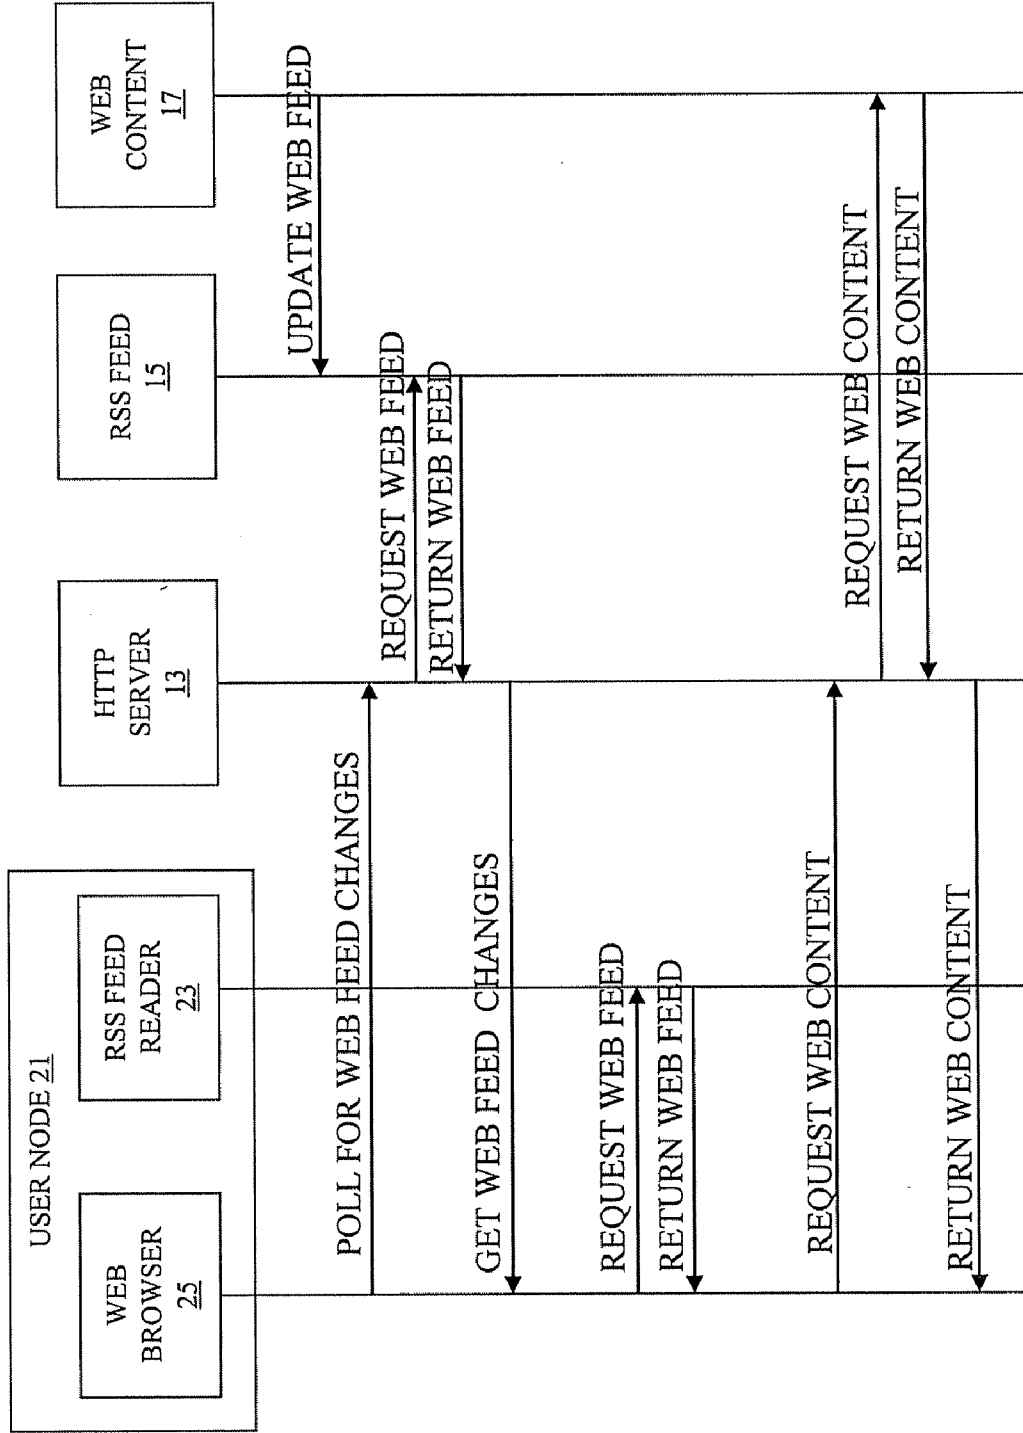 USER NODE 21
WEB
BROWSER
25
RSS FEED
READER
23
HTTP
SERVER
13
RSS FEED
15
WEB
CONTENT
17
UPDATE WEB FEED
POLL FOR WEB FEED CHANGES
REQUEST WEB FEED
RETURN WEB FEED
GET WEB FEED CHANGES
REQUEST WEB FEED
RETURN WEB FEED
REQUEST WEB CONTENT
REQUEST WEB CONTENT
RETURN WEB CONTENT
RETURN WEB CONTENT